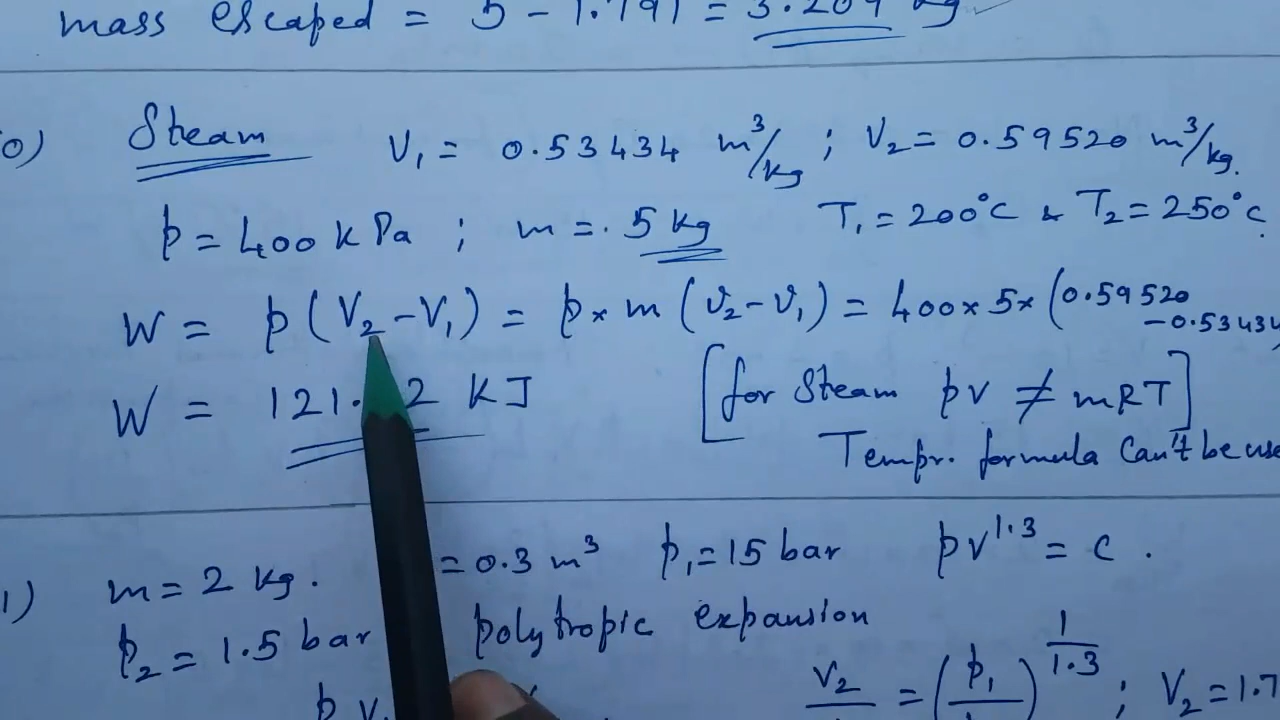 mass escaped = 5 - 1.791 = 3.209 kg
0) Steam V₁ = 0.53434 m³/kg ; V₂ = 0.59520 m³/kg.
p = 400 kPa ; m = 5 kg T₁ = 200°C & T₂ = 250°C.
W = p(V₂-V₁) = p × m (v₂-v₁) = 400 × 5 × (0.59520
-0.53434
W = 121. 2 KJ [for Steam pv ≠ mRT]
Tempr. formula Can't be use
1) m = 2 kg. = 0.3 m³ p₁ = 15 bar pv^1.3 = c .
p₂ = 1.5 bar polytropic expansion
p v v₂ = (p₁ )^1/1.3 ; V₂ = 1.7